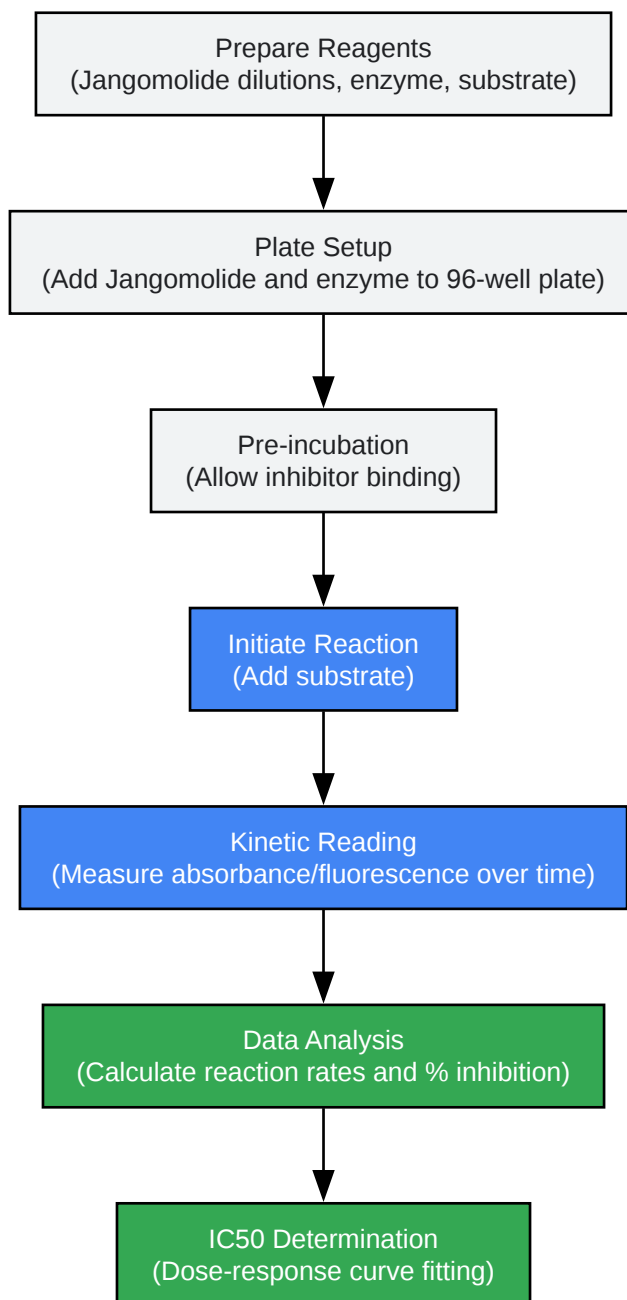 Prepare Reagents
(Jangomolide dilutions, enzyme, substrate)
Plate Setup
(Add Jangomolide and enzyme to 96-well plate)
Pre-incubation
(Allow inhibitor binding)
Initiate Reaction
(Add substrate)
Kinetic Reading
(Measure absorbance/fluorescence over time)
Data Analysis
(Calculate reaction rates and % inhibition)
IC50 Determination
(Dose-response curve fitting)